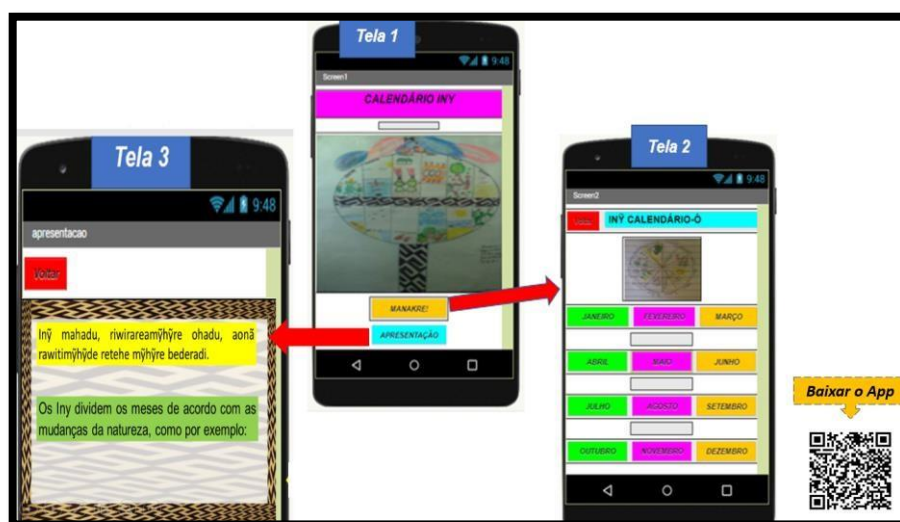 Tela 1
9:48
Screen1
CALENDÁRIO INY
MANAKRE!
APRESENTAÇÃO
Tela 3
9:48
apresentacao
Voltar
Inỹ mahadu, riwirareamỹhỹre ohadu, aonã
rawitimỹhỹde retehe mỹhỹre bederadi.
Os Iny dividem os meses de acordo com as
mudanças da natureza, como por exemplo:
Tela 2
9:48
Screen2
Voltar
INỸ CALENDÁRIO-Ò
JANEIRO FEVEREIRO MARÇO
ABRIL MAIO JUNHO
JULHO AGOSTO SETEMBRO
OUTUBRO NOVEMBRO DEZEMBRO
Baixar o App